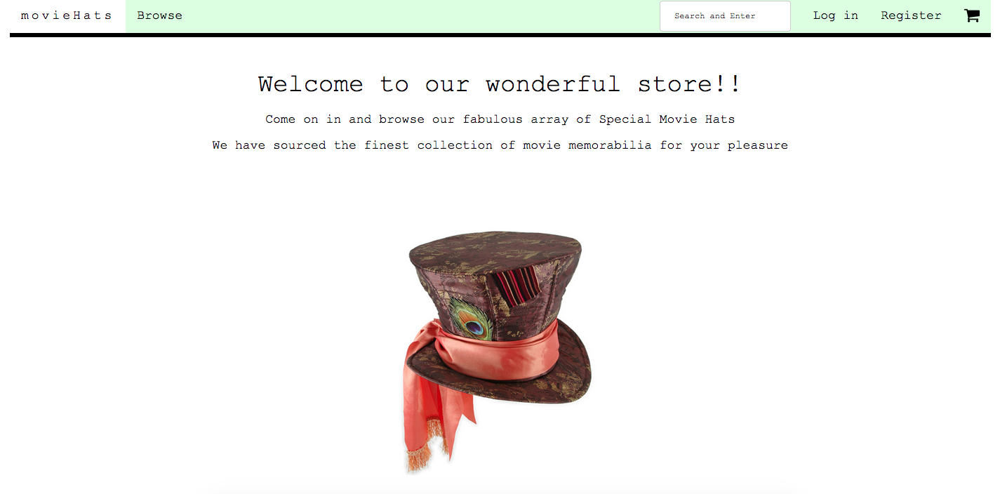 movieHats Browse Search and Enter Log in Register
Welcome to our wonderful store!!
Come on in and browse our fabulous array of Special Movie Hats
We have sourced the finest collection of movie memorabilia for your pleasure